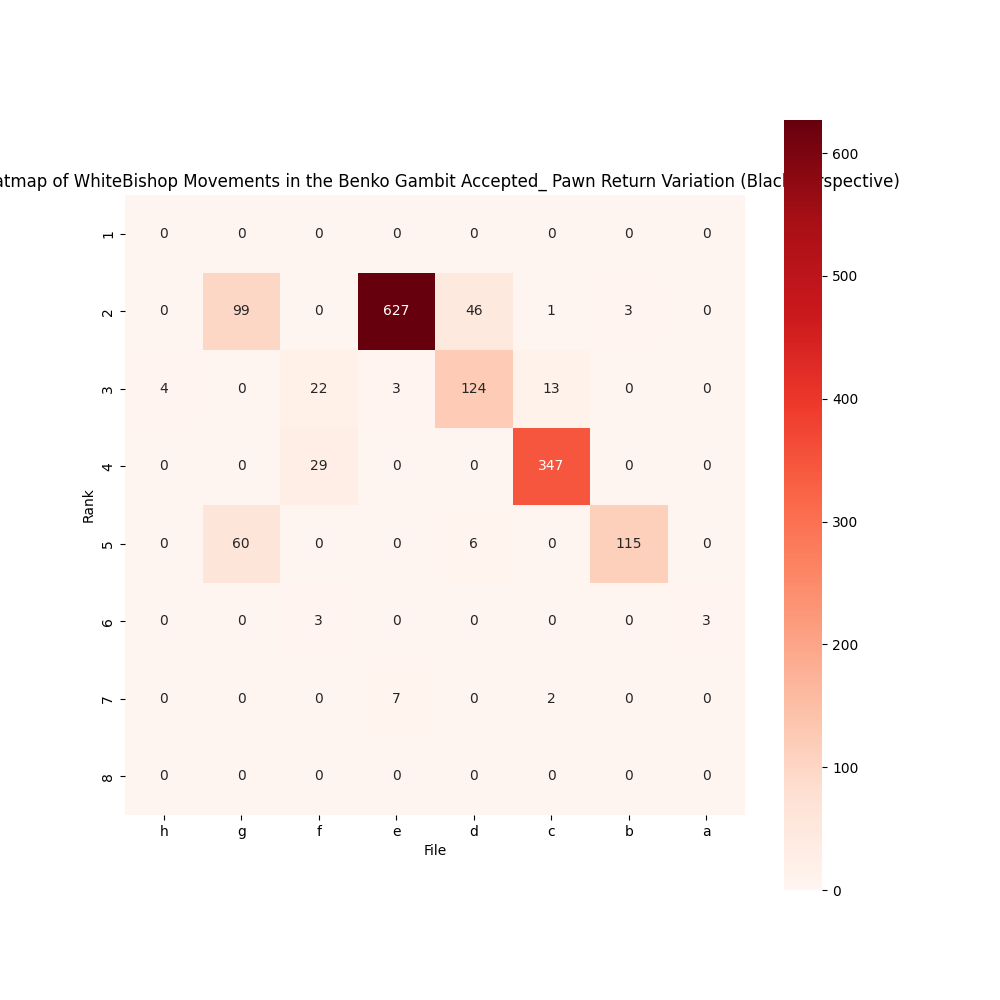 atmap of WhiteBishop Movements in the Benko Gambit Accepted_ Pawn Return Variation (Blac rspective)
600
500
400
300
200
100
0
Rank
1 0 0 0 0 0 0 0 0
2 0 99 0 627 46 1 3 0
3 4 0 22 3 124 13 0 0
4 0 0 29 0 0 347 0 0
5 0 60 0 0 6 0 115 0
6 0 0 3 0 0 0 0 3
7 0 0 0 7 0 2 0 0
8 0 0 0 0 0 0 0 0
h g f e d c b a
File